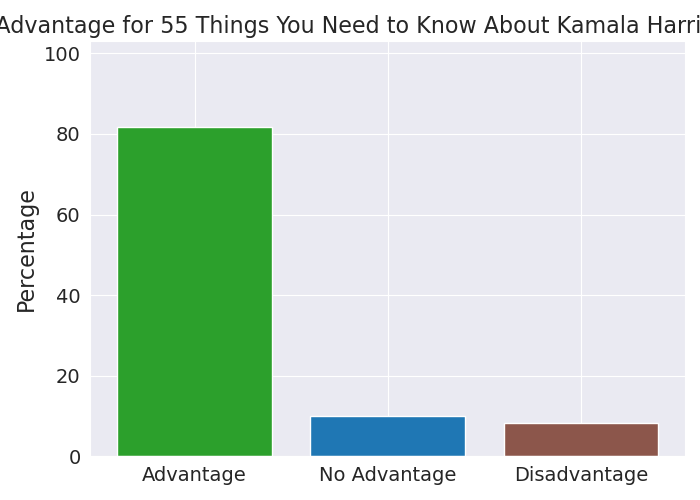 Advantage for 55 Things You Need to Know About Kamala Harri
100
80
60
40
20
0
Percentage
Advantage No Advantage Disadvantage